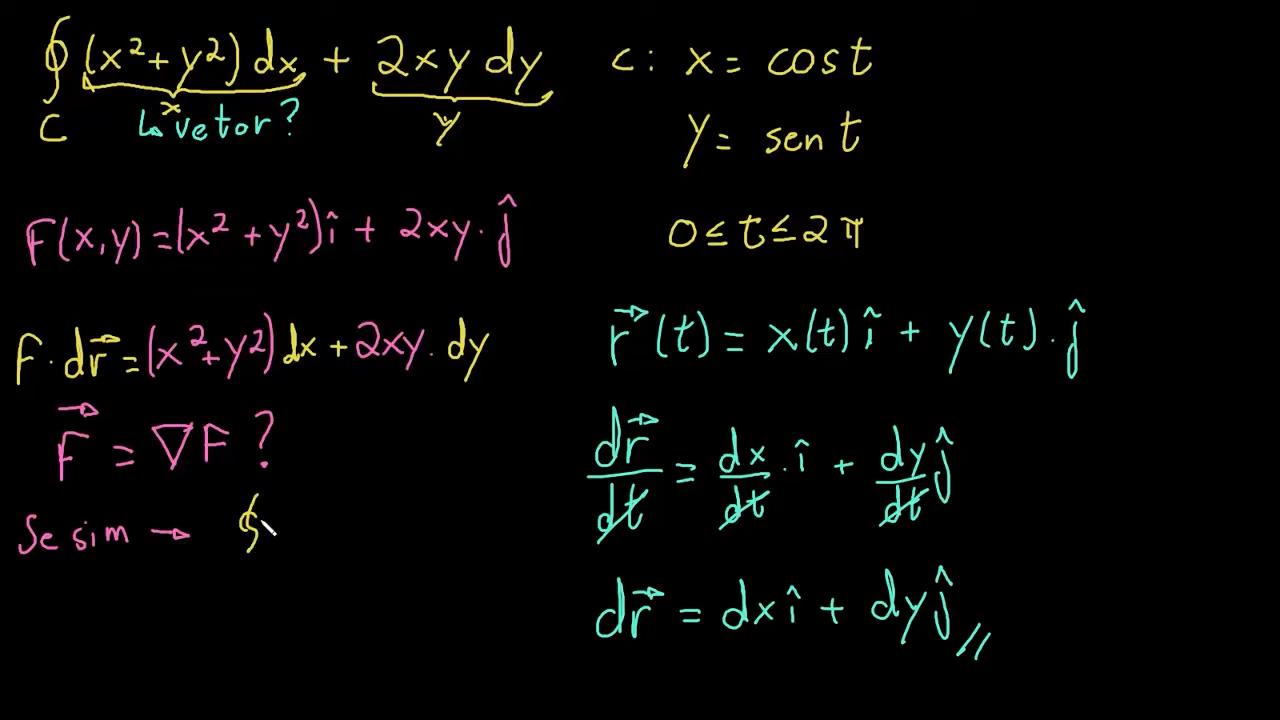 ∮ (x² + y²) dx + 2xy dy
C
x
↳ vetor?
y
F(x,y) = (x² + y²)î + 2xy · ĵ
F · dr⃗ = (x² + y²) dx + 2xy · dy
F⃗ = ∇F ?
Se sim → ∮
C: x = cos t
y = sen t
0 ≤ t ≤ 2π
r⃗(t) = x(t) î + y(t) · ĵ
dr⃗/dt = dx/dt · î + dy/dt ĵ
dr⃗ = dx î + dy ĵ //